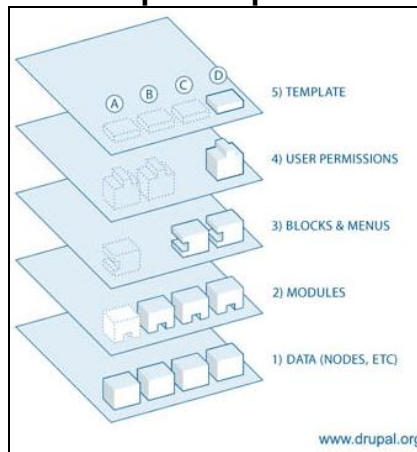 A
B
C
D
5) TEMPLATE
4) USER PERMISSIONS
3) BLOCKS & MENUS
2) MODULES
1) DATA (NODES, ETC)
www.drupal.org